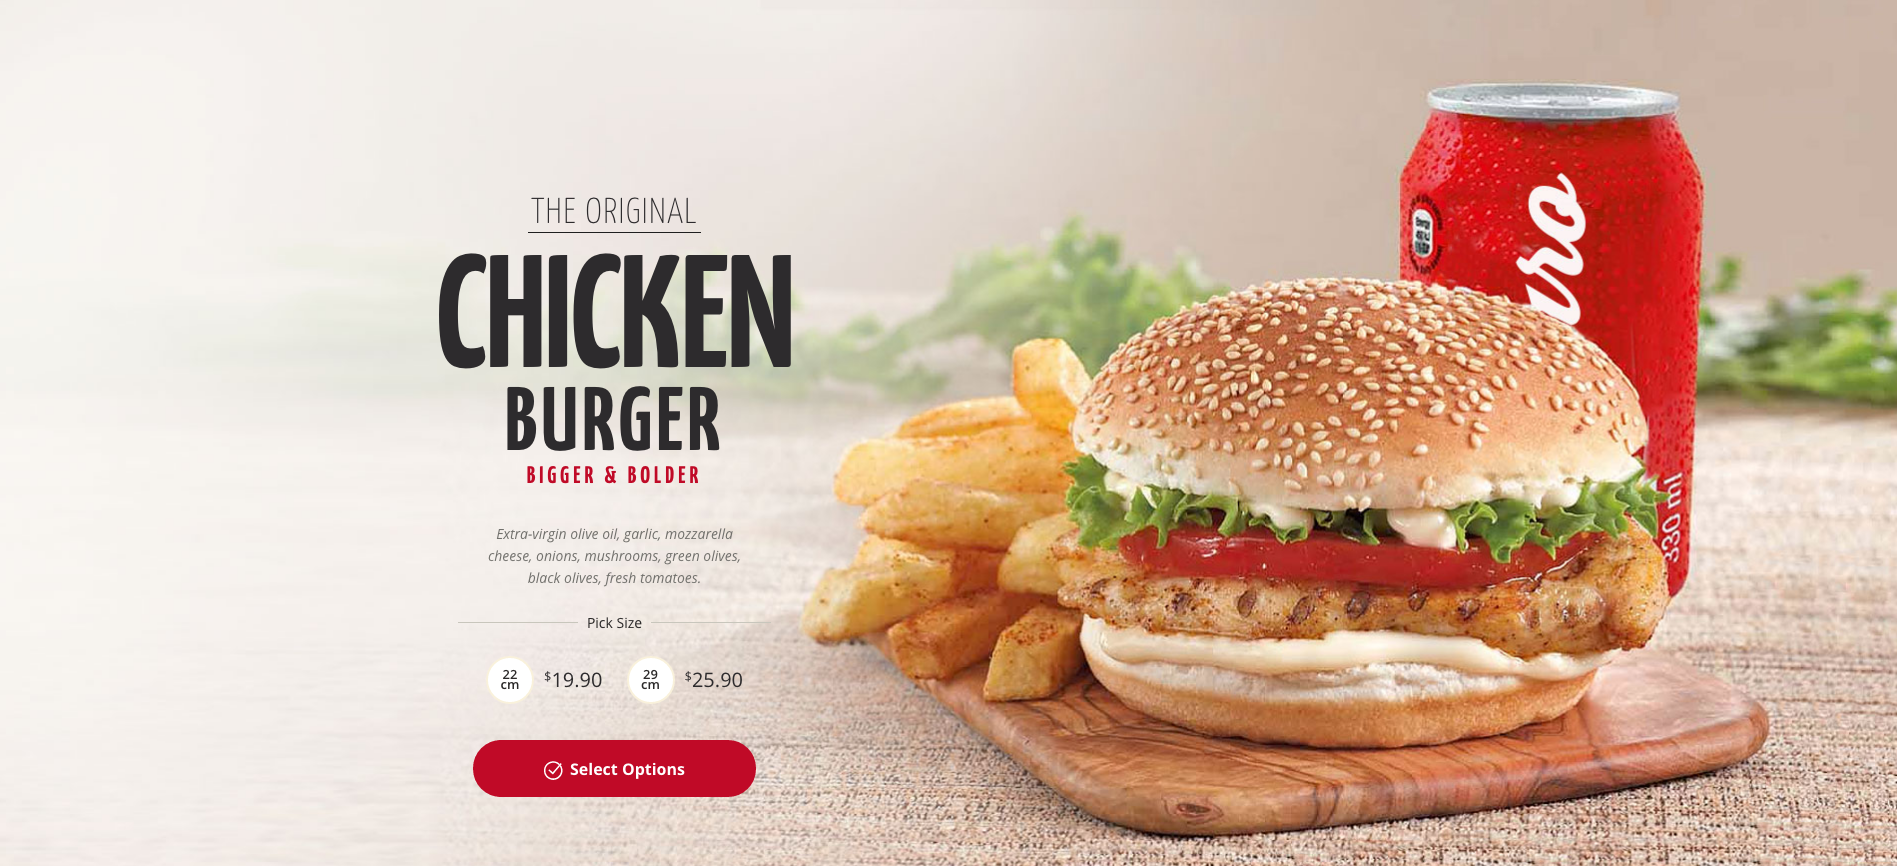 THE ORIGINAL
CHICKEN
BURGER
BIGGER & BOLDER
Extra-virgin olive oil, garlic, mozzarella
cheese, onions, mushrooms, green olives,
black olives, fresh tomatoes.
Pick Size
22 cm $19.90 29 cm $25.90
Select Options
330 ml